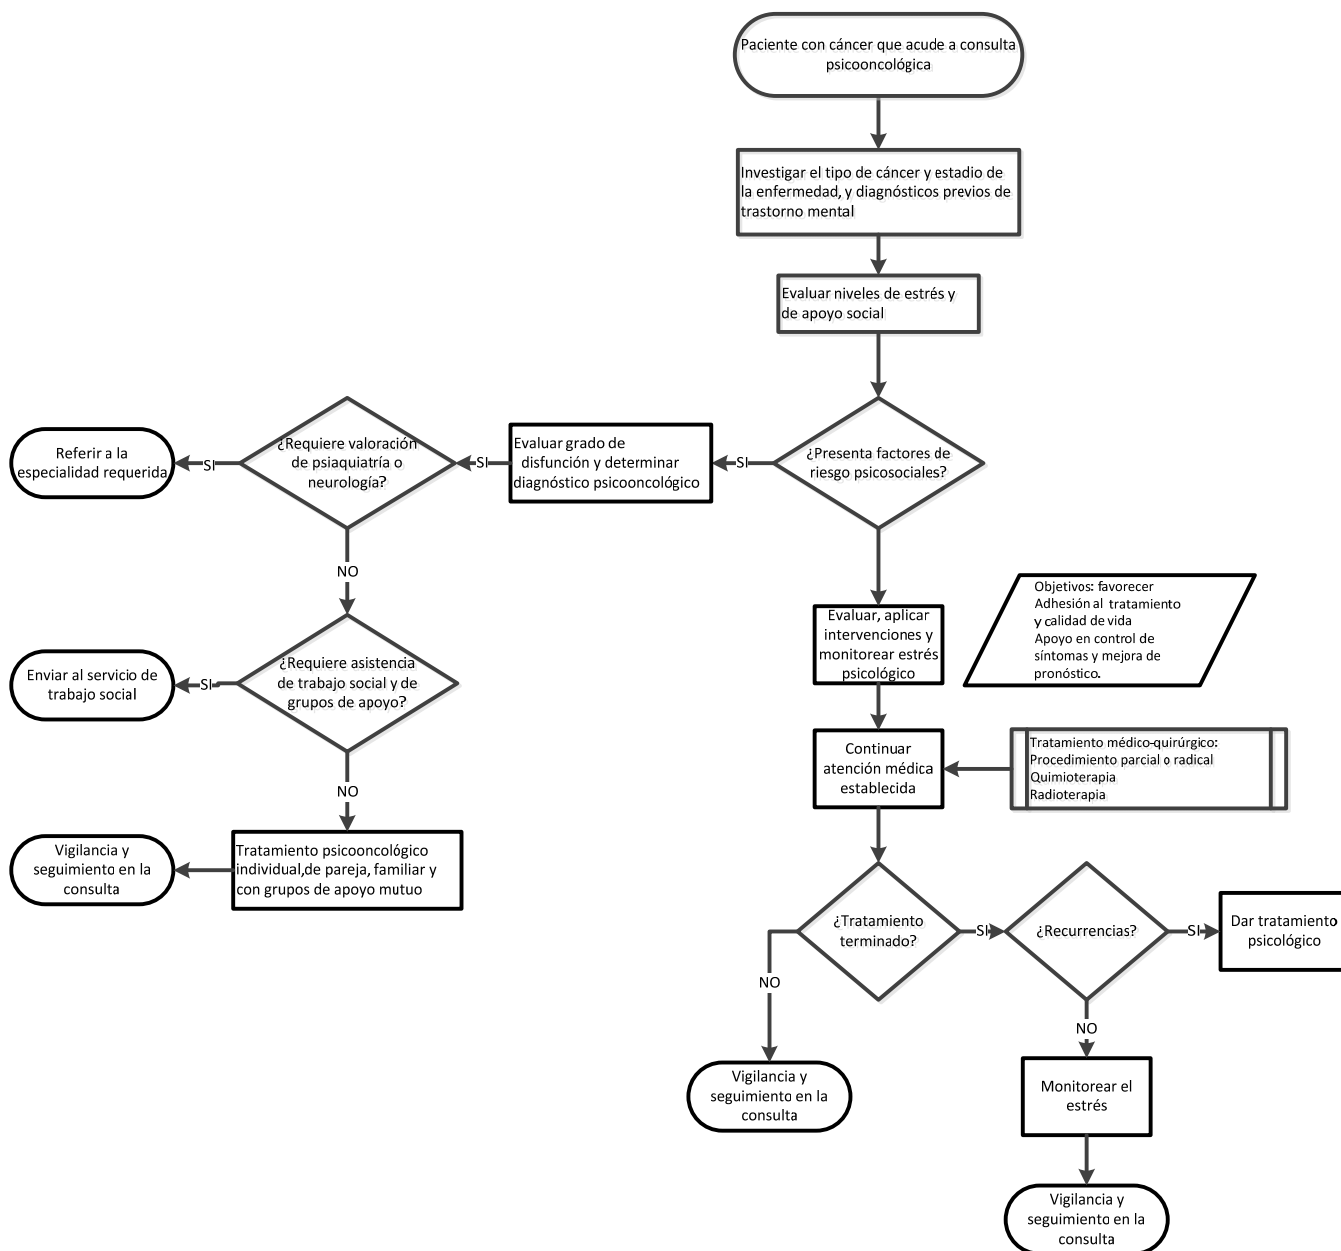 Paciente con cáncer que acude a consulta
psicooncológica
Investigar el tipo de cáncer y estadio de
la enfermedad, y diagnósticos previos de
trastorno mental
Evaluar niveles de estrés y
de apoyo social
¿Presenta factores de
riesgo psicosociales?
SI
Evaluar grado de
disfunción y determinar
diagnóstico psicooncológico
SI
¿Requiere valoración
de psiaquiatría o
neurología?
SI
Referir a la
especialidad requerida
NO
¿Requiere asistencia
de trabajo social y de
grupos de apoyo?
SI
Enviar al servicio de
trabajo social
NO
Tratamiento psicooncológico
individual,de pareja, familiar y
con grupos de apoyo mutuo
Vigilancia y
seguimiento en la
consulta
Evaluar, aplicar
intervenciones y
monitorear estrés
psicológico
Objetivos: favorecer
Adhesión al tratamiento
y calidad de vida
Apoyo en control de
síntomas y mejora de
pronóstico.
Continuar
atención médica
establecida
Tratamiento médico-quirúrgico:
Procedimiento parcial o radical
Quimioterapia
Radioterapia
¿Tratamiento
terminado?
SI
¿Recurrencias?
SI
Dar tratamiento
psicológico
NO
Vigilancia y
seguimiento en la
consulta
NO
Monitorear el
estrés
Vigilancia y
seguimiento en la
consulta